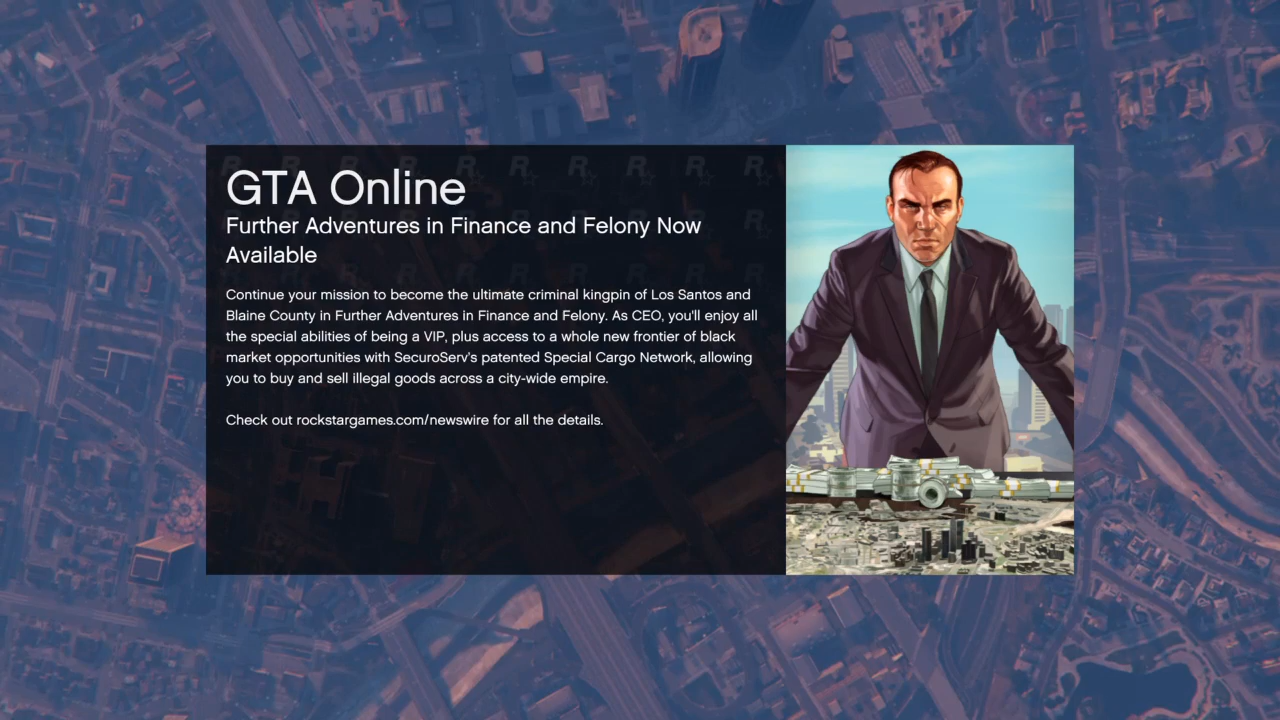 GTA Online
Further Adventures in Finance and Felony Now
Available
Continue your mission to become the ultimate criminal kingpin of Los Santos and
Blaine County in Further Adventures in Finance and Felony. As CEO, you'll enjoy all
the special abilities of being a VIP, plus access to a whole new frontier of black
market opportunities with SecuroServ's patented Special Cargo Network, allowing
you to buy and sell illegal goods across a city-wide empire.
Check out rockstargames.com/newswire for all the details.